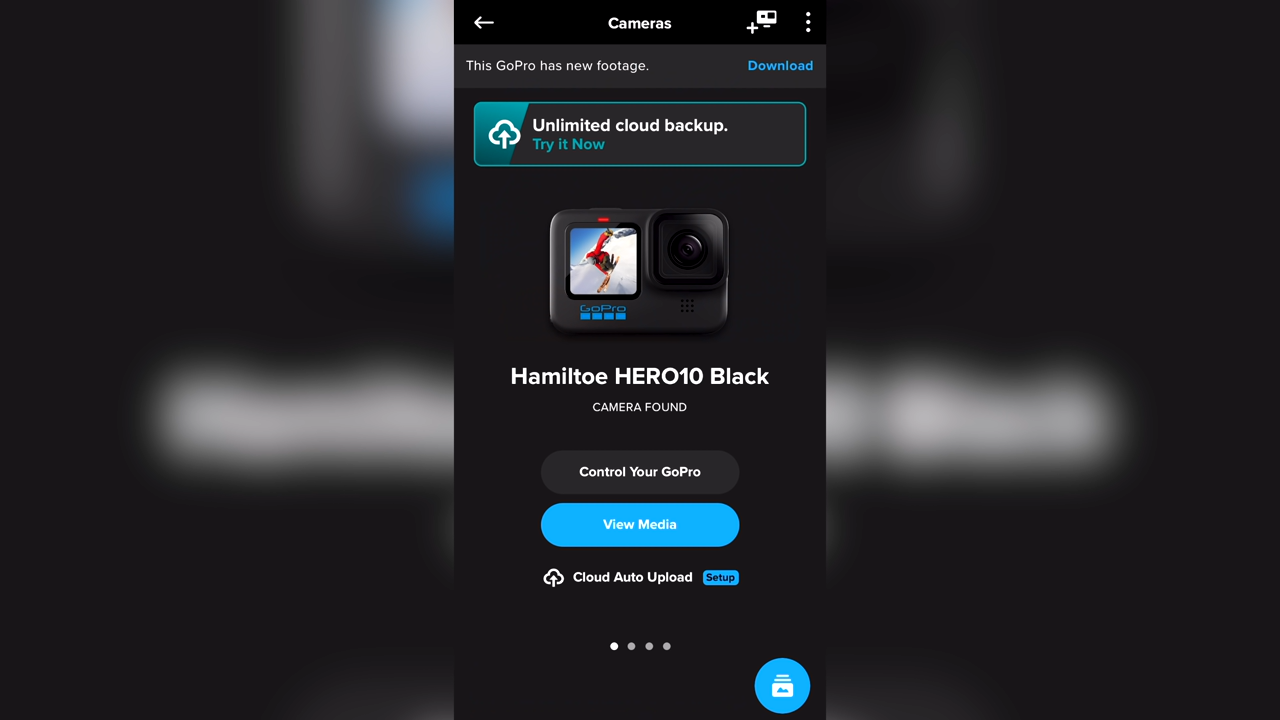 Cameras
This GoPro has new footage.
Download
Unlimited cloud backup.
Try it Now
GoPro
Hamiltoe HERO10 Black
CAMERA FOUND
Control Your GoPro
View Media
Cloud Auto Upload
Setup